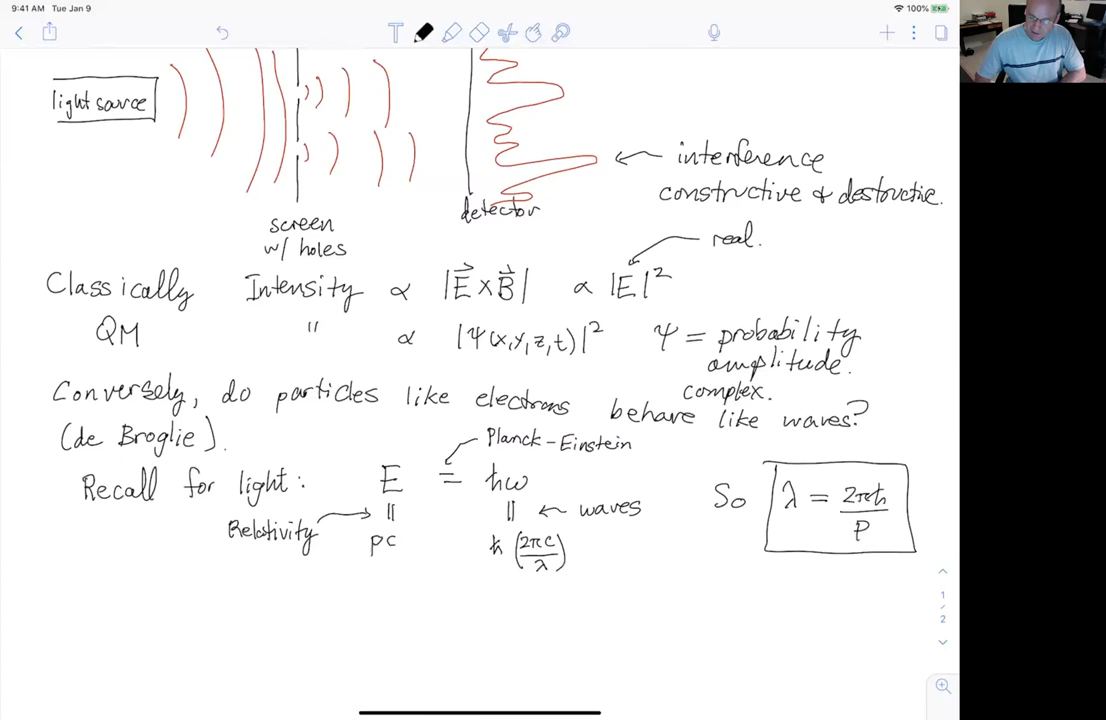 9:41 AM Tue Jan 9
100%
light source
interference
constructive & destructive.
detector
screen
w/ holes
real.
Classically Intensity ∝ |E⃗ × B⃗| ∝ |E|²
QM " ∝ |Ψ(x,y,z,t)|² Ψ = probability
amplitude.
complex.
Conversely, do particles like electrons behave like waves?
(de Broglie).
Planck-Einstein
Recall for light: E = ħω
So λ = 2πħ/P
Relativity || || waves
pc ħ(2πc/λ)
1
/
2